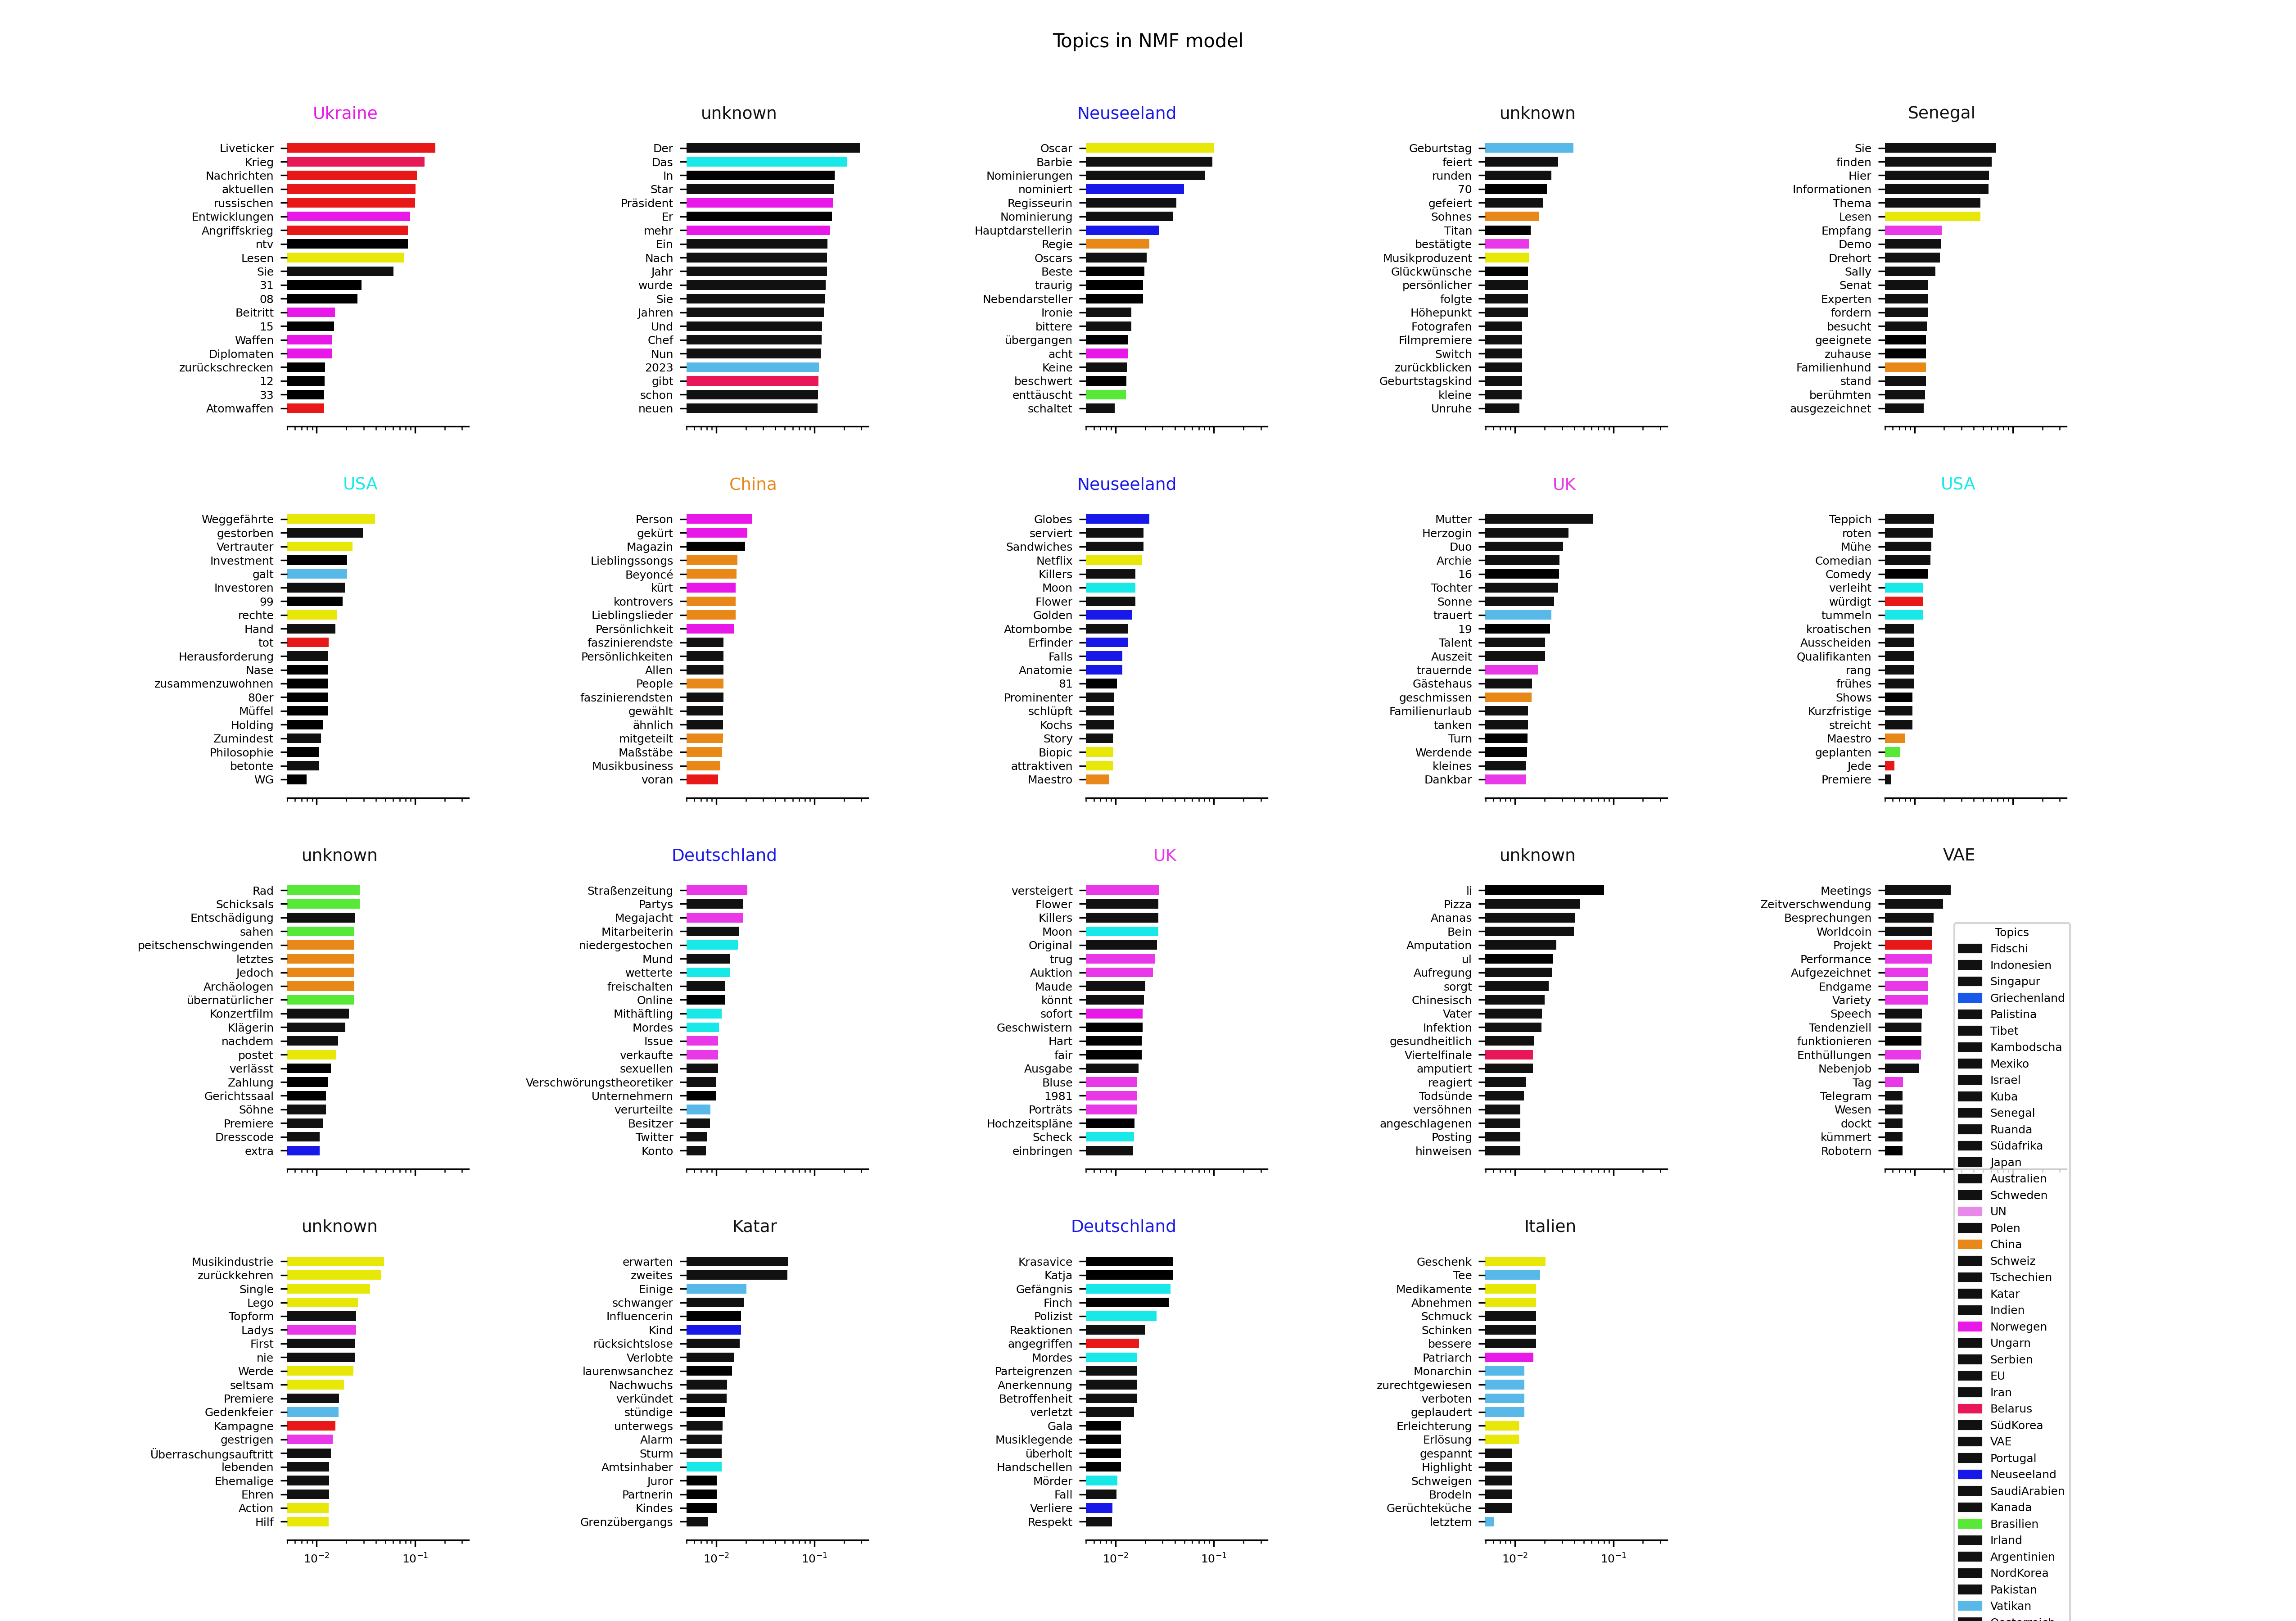 Topics in NMF model
Ukraine
Liveticker
Krieg
Nachrichten
aktuellen
russischen
Entwicklungen
Angriffskrieg
ntv
Lesen
Sie
31
08
Beitritt
15
Waffen
Diplomaten
zurückschrecken
12
33
Atomwaffen
unknown
Der
Das
In
Star
Präsident
Er
mehr
Ein
Nach
Jahr
wurde
Sie
Jahren
Und
Chef
Nun
2023
gibt
schon
neuen
Neuseeland
Oscar
Barbie
Nominierungen
nominiert
Regisseurin
Nominierung
Hauptdarstellerin
Regie
Oscars
Beste
traurig
Nebendarsteller
Ironie
bittere
übergangen
acht
Keine
beschwert
enttäuscht
schaltet
unknown
Geburtstag
feiert
runden
70
gefeiert
Sohnes
Titan
bestätigte
Musikproduzent
Glückwünsche
persönlicher
folgte
Höhepunkt
Fotografen
Filmpremiere
Switch
zurückblicken
Geburtstagskind
kleine
Unruhe
Senegal
Sie
finden
Hier
Informationen
Thema
Lesen
Empfang
Demo
Drehort
Sally
Senat
Experten
fordern
besucht
geeignete
zuhause
Familienhund
stand
berühmten
ausgezeichnet
USA
Weggefährte
gestorben
Vertrauter
Investment
galt
Investoren
99
rechte
Hand
tot
Herausforderung
Nase
zusammenzuwohnen
80er
Müffel
Holding
Zumindest
Philosophie
betonte
WG
China
Person
gekürt
Magazin
Lieblingssongs
Beyoncé
kürt
kontrovers
Lieblingslieder
Persönlichkeit
faszinierendste
Persönlichkeiten
Allen
People
faszinierendsten
gewählt
ähnlich
mitgeteilt
Maßstäbe
Musikbusiness
voran
Neuseeland
Globes
serviert
Sandwiches
Netflix
Killers
Moon
Flower
Golden
Atombombe
Erfinder
Falls
Anatomie
81
Prominenter
schlüpft
Kochs
Story
Biopic
attraktiven
Maestro
UK
Mutter
Herzogin
Duo
Archie
16
Tochter
Sonne
trauert
19
Talent
Auszeit
trauernde
Gästehaus
geschmissen
Familienurlaub
tanken
Turn
Werdende
kleines
Dankbar
USA
Teppich
roten
Mühe
Comedian
Comedy
verleiht
würdigt
tummeln
kroatischen
Ausscheiden
Qualifikanten
rang
frühes
Shows
Kurzfristige
streicht
Maestro
geplanten
Jede
Premiere
unknown
Rad
Schicksals
Entschädigung
sahen
peitschenschwingenden
letztes
Jedoch
Archäologen
übernatürlicher
Konzertfilm
Klägerin
nachdem
postet
verlässt
Zahlung
Gerichtssaal
Söhne
Premiere
Dresscode
extra
Deutschland
Straßenzeitung
Partys
Megajacht
Mitarbeiterin
niedergestochen
Mund
wetterte
freischalten
Online
Mithäftling
Mordes
Issue
verkaufte
sexuellen
Verschwörungstheoretiker
Unternehmern
verurteilte
Besitzer
Twitter
Konto
UK
versteigert
Flower
Killers
Moon
Original
trug
Auktion
Maude
könnt
sofort
Geschwistern
Hart
fair
Ausgabe
Bluse
1981
Porträts
Hochzeitspläne
Scheck
einbringen
unknown
li
Pizza
Ananas
Bein
Amputation
ul
Aufregung
sorgt
Chinesisch
Vater
Infektion
gesundheitlich
Viertelfinale
amputiert
reagiert
Todsünde
versöhnen
angeschlagenen
Posting
hinweisen
VAE
Meetings
Zeitverschwendung
Besprechungen
Worldcoin
Projekt
Performance
Aufgezeichnet
Endgame
Variety
Speech
Tendenziell
funktionieren
Enthüllungen
Nebenjob
Tag
Telegram
Wesen
dockt
kümmert
Robotern
unknown
Musikindustrie
zurückkehren
Single
Lego
Topform
Ladys
First
nie
Werde
seltsam
Premiere
Gedenkfeier
Kampagne
gestrigen
Überraschungsauftritt
lebenden
Ehemalige
Ehren
Action
Hilf
10⁻² 10⁻¹
Katar
erwarten
zweites
Einige
schwanger
Influencerin
Kind
rücksichtslose
Verlobte
laurenwsanchez
Nachwuchs
verkündet
stündige
unterwegs
Alarm
Sturm
Amtsinhaber
Juror
Partnerin
Kindes
Grenzübergangs
10⁻² 10⁻¹
Deutschland
Krasavice
Katja
Gefängnis
Finch
Polizist
Reaktionen
angegriffen
Mordes
Parteigrenzen
Anerkennung
Betroffenheit
verletzt
Gala
Musiklegende
überholt
Handschellen
Mörder
Fall
Verliere
Respekt
10⁻² 10⁻¹
Italien
Geschenk
Tee
Medikamente
Abnehmen
Schmuck
Schinken
bessere
Patriarch
Monarchin
zurechtgewiesen
verboten
geplaudert
Erleichterung
Erlösung
gespannt
Highlight
Schweigen
Brodeln
Gerüchteküche
letztem
10⁻² 10⁻¹
Topics
Fidschi
Indonesien
Singapur
Griechenland
Palistina
Tibet
Kambodscha
Mexiko
Israel
Kuba
Senegal
Ruanda
Südafrika
Japan
Australien
Schweden
UN
Polen
China
Schweiz
Tschechien
Katar
Indien
Norwegen
Ungarn
Serbien
EU
Iran
Belarus
SüdKorea
VAE
Portugal
Neuseeland
SaudiArabien
Kanada
Brasilien
Irland
Argentinien
NordKorea
Pakistan
Vatikan